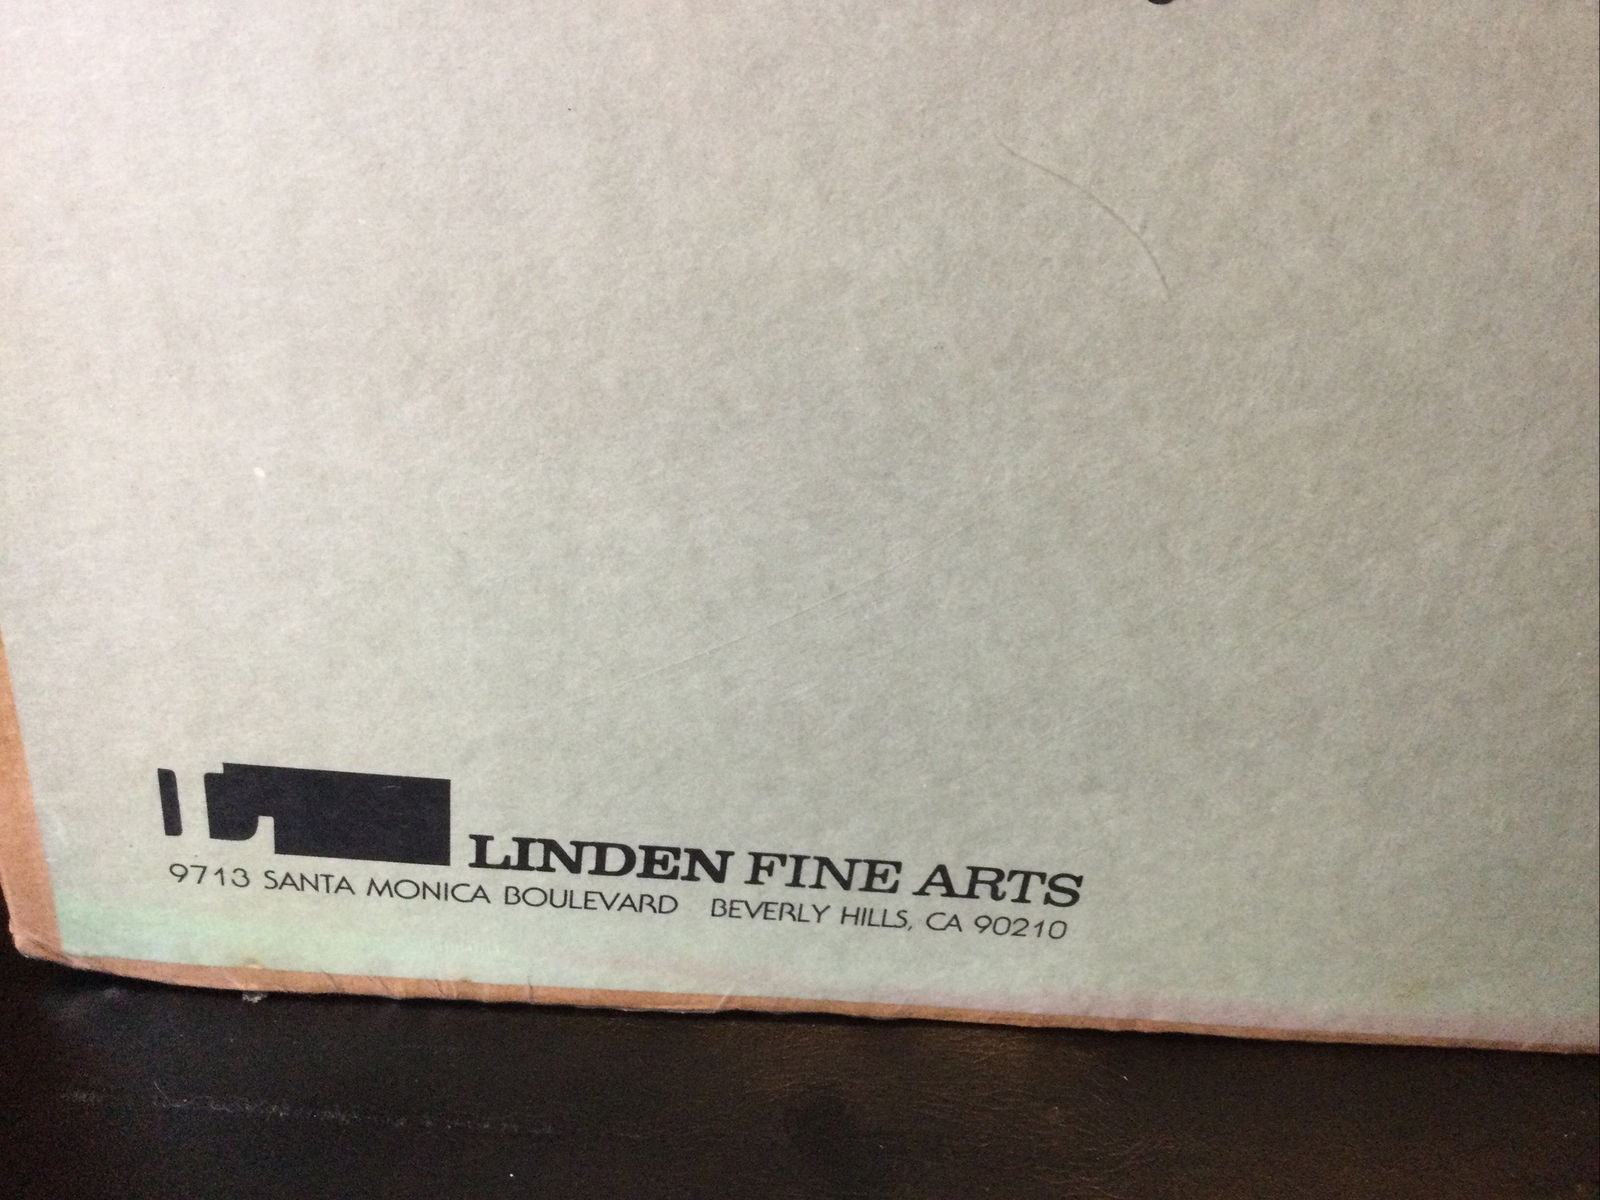 LINDEN FINE ARTS
9713 SANTA MONICA BOULEVARD BEVERLY HILLS, CA 90210